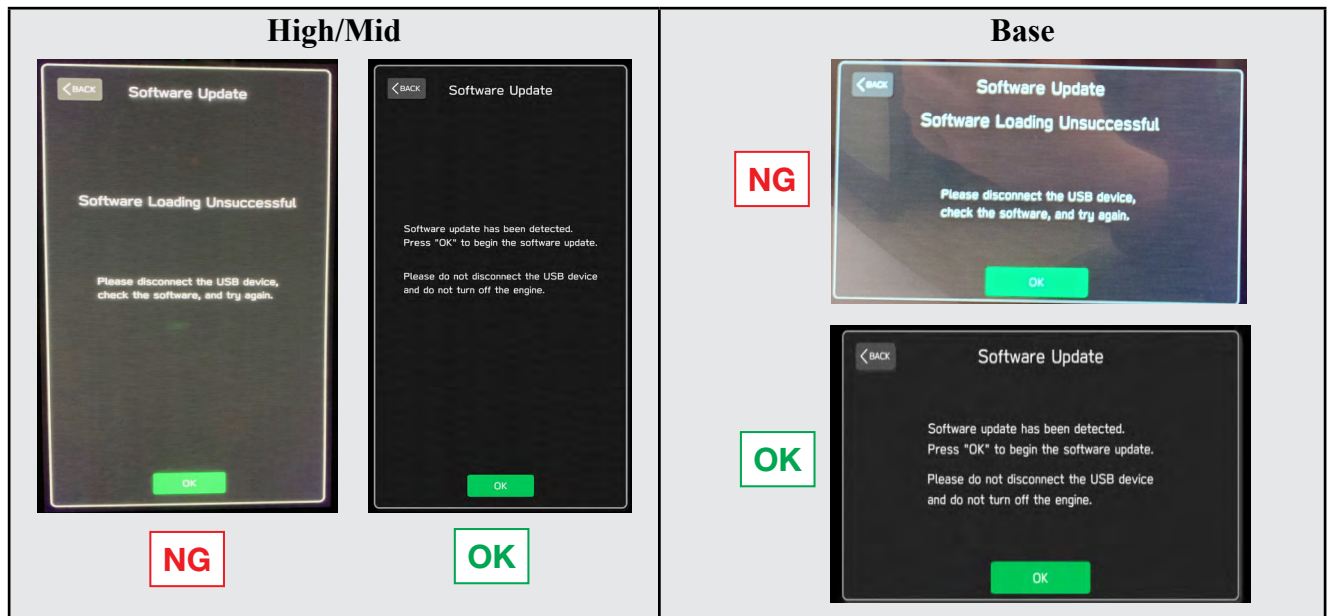 High/Mid
< BACK
Software Update
Software Loading Unsuccessful
Please disconnect the USB device,
check the software, and try again.
OK
NG
< BACK
Software Update
Software update has been detected.
Press "OK" to begin the software update.
Please do not disconnect the USB device
and do not turn off the engine.
OK
OK
Base
NG
< BACK
Software Update
Software Loading Unsuccessful
Please disconnect the USB device,
check the software, and try again.
OK
OK
< BACK
Software Update
Software update has been detected.
Press "OK" to begin the software update.
Please do not disconnect the USB device
and do not turn off the engine.
OK